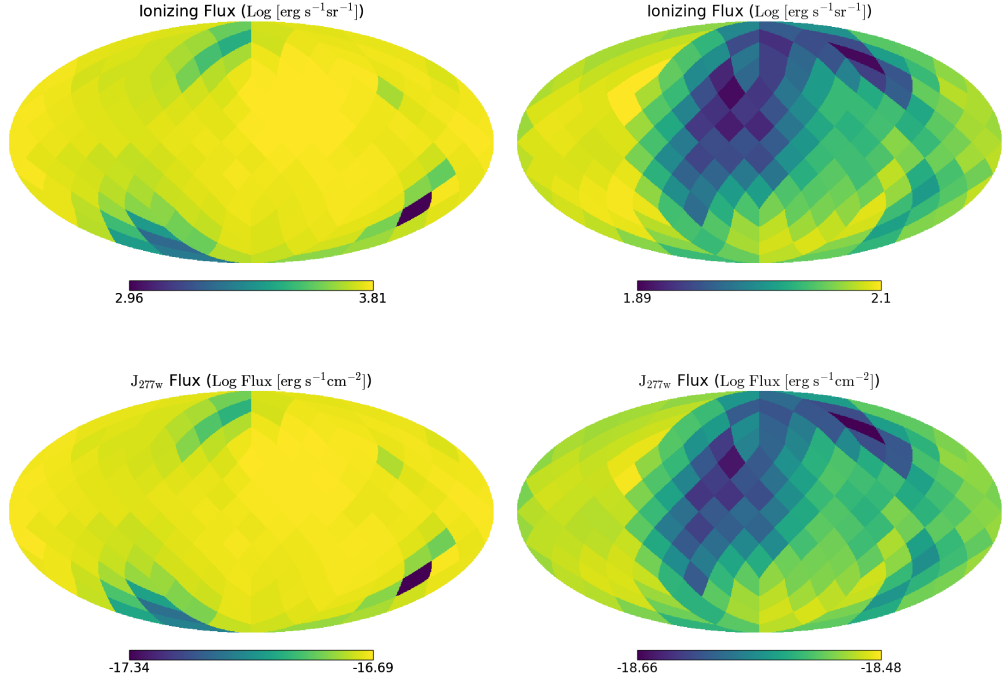 Ionizing Flux (Log [erg s⁻¹sr⁻¹])
Ionizing Flux (Log [erg s⁻¹sr⁻¹])
2.96 3.81
1.89 2.1
J₂₇₇w Flux (Log Flux [erg s⁻¹cm⁻²])
J₂₇₇w Flux (Log Flux [erg s⁻¹cm⁻²])
-17.34 -16.69
-18.66 -18.48